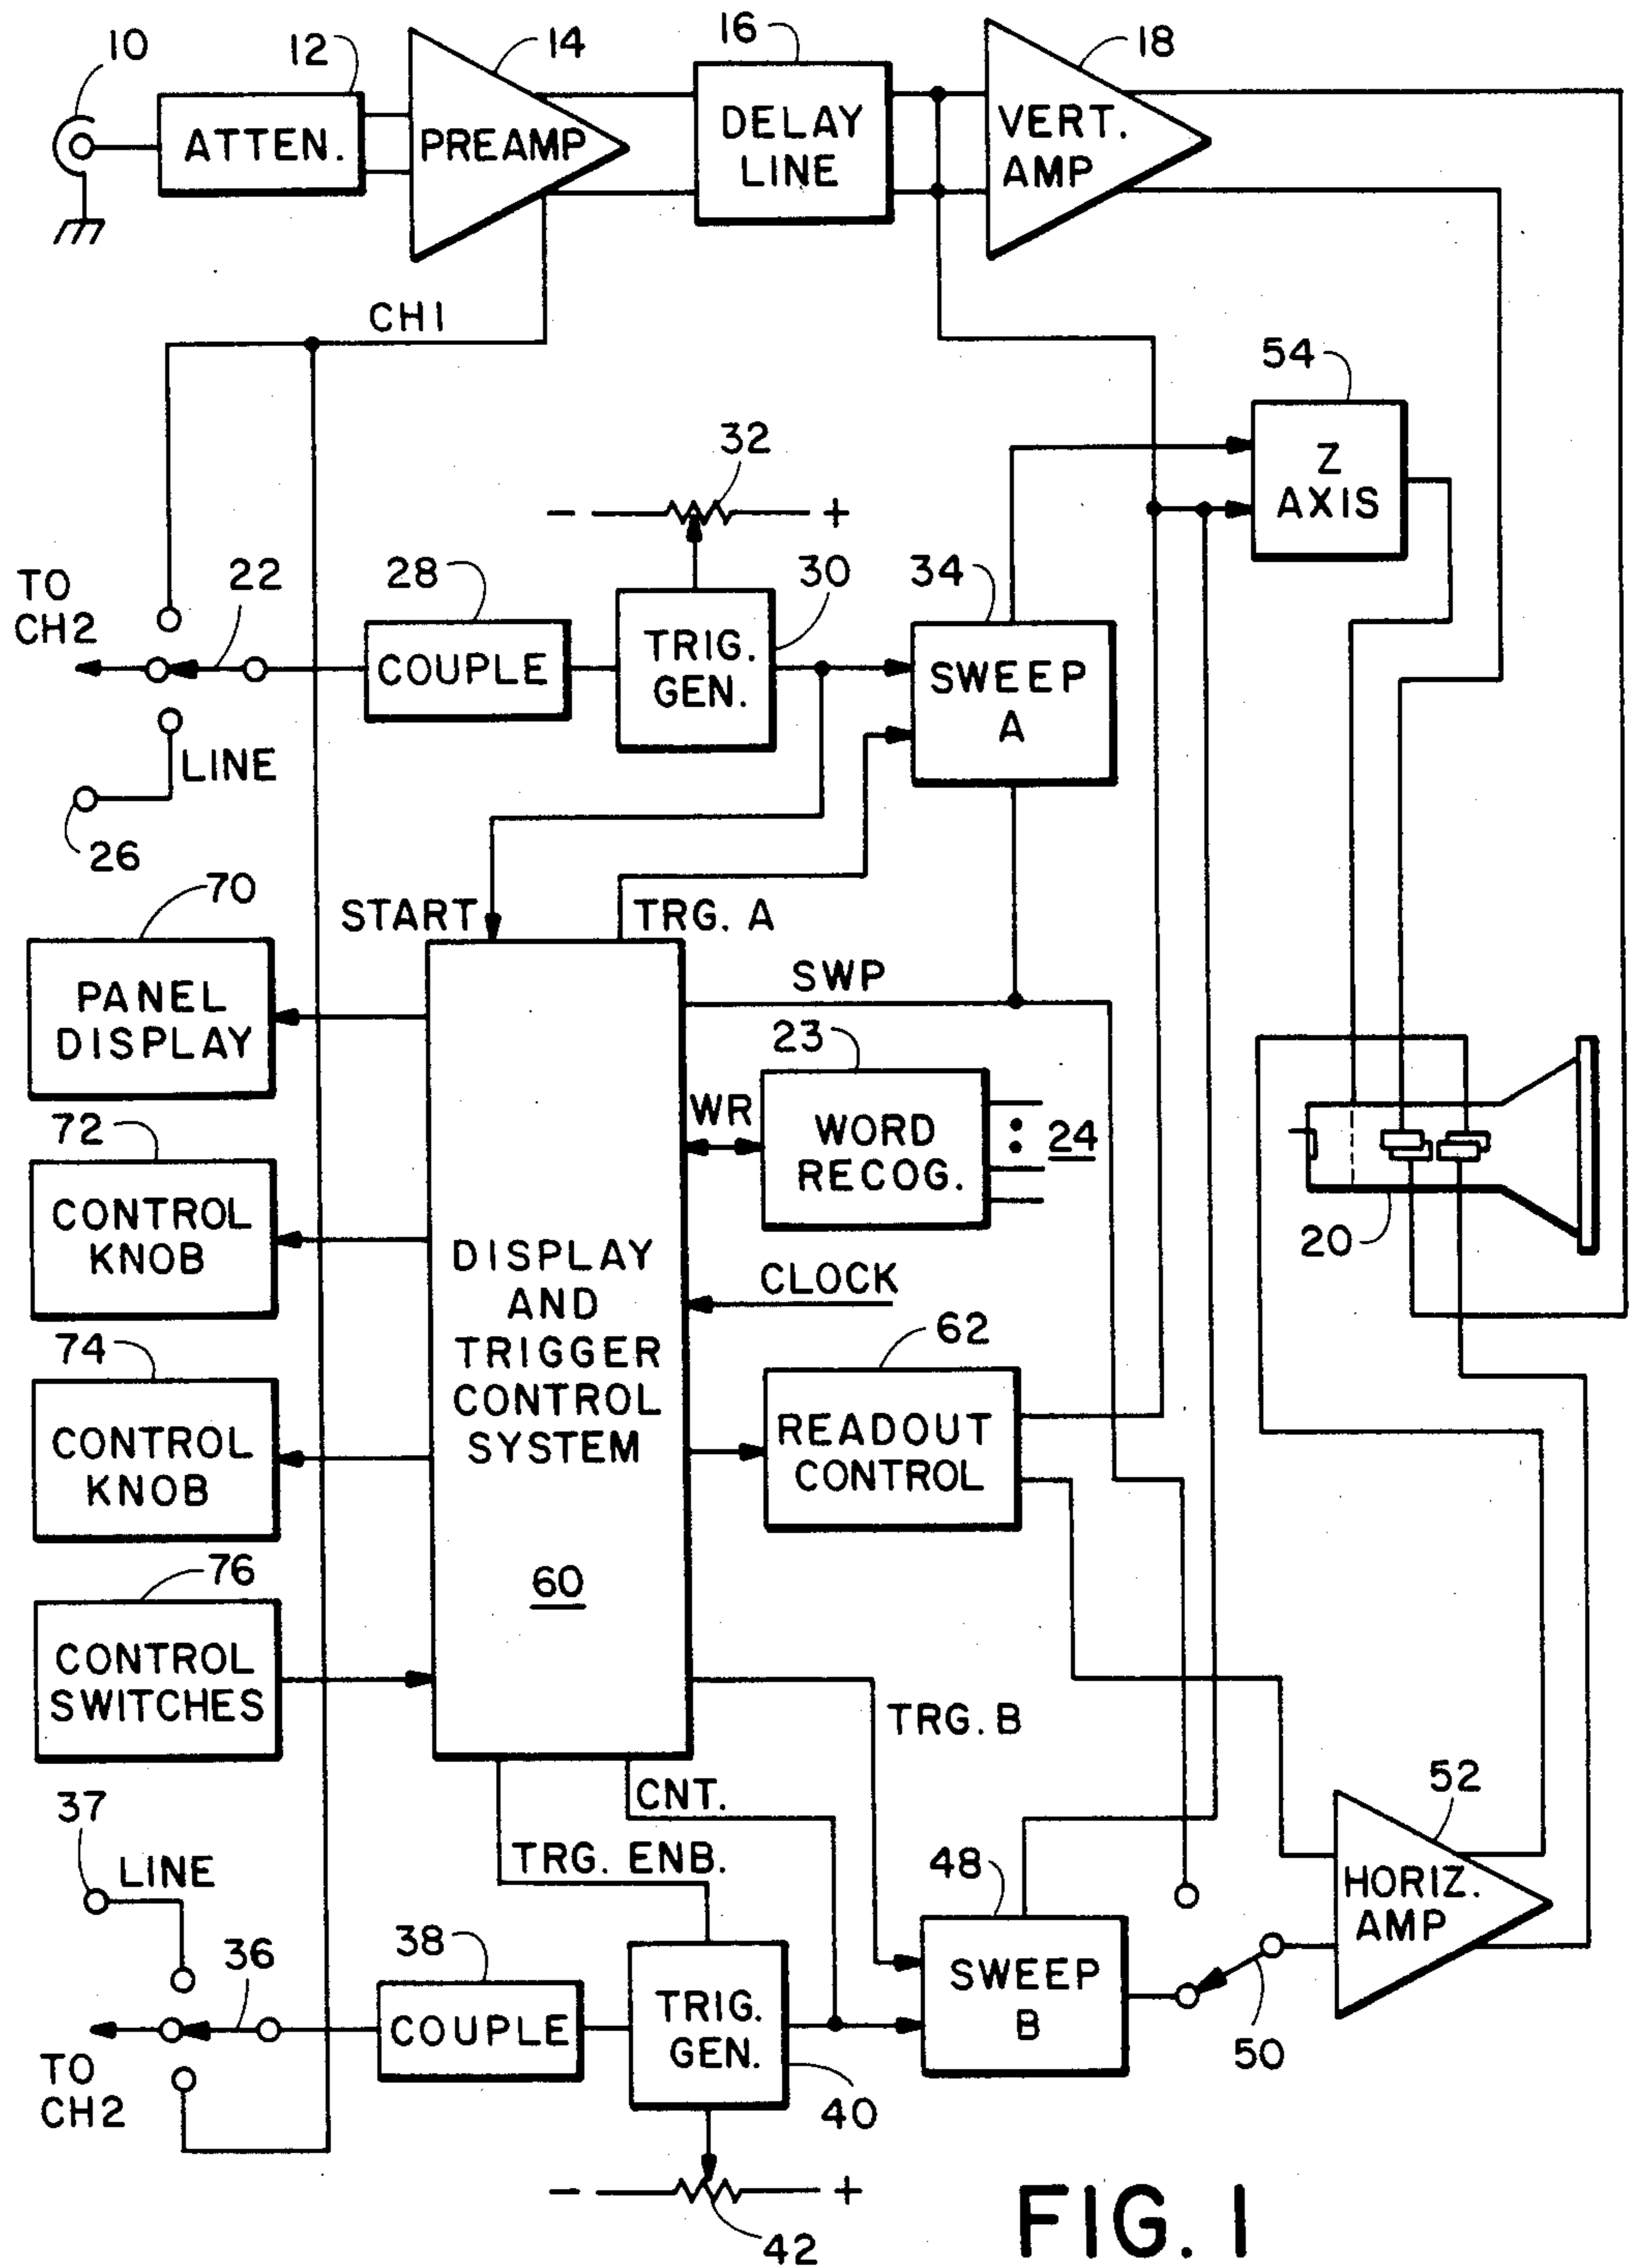 10
12
14
16
18
ATTEN.
PREAMP
DELAY
LINE
VERT.
AMP
CH1
54
Z
AXIS
32
- +
TO
CH2
22
28
30
34
COUPLE
TRIG.
GEN.
SWEEP
A
LINE
26
70
START
TRG. A
PANEL
DISPLAY
SWP
23
WR
WORD
RECOG.
24
72
CONTROL
KNOB
20
DISPLAY
AND
TRIGGER
CONTROL
SYSTEM
60
CLOCK
74
62
CONTROL
KNOB
READOUT
CONTROL
76
CONTROL
SWITCHES
TRG. B
CNT.
37
LINE
TRG. ENB.
52
48
HORIZ.
AMP
36
38
TO
CH2
COUPLE
TRIG.
GEN.
SWEEP
B
50
40
- +
42
FIG. 1